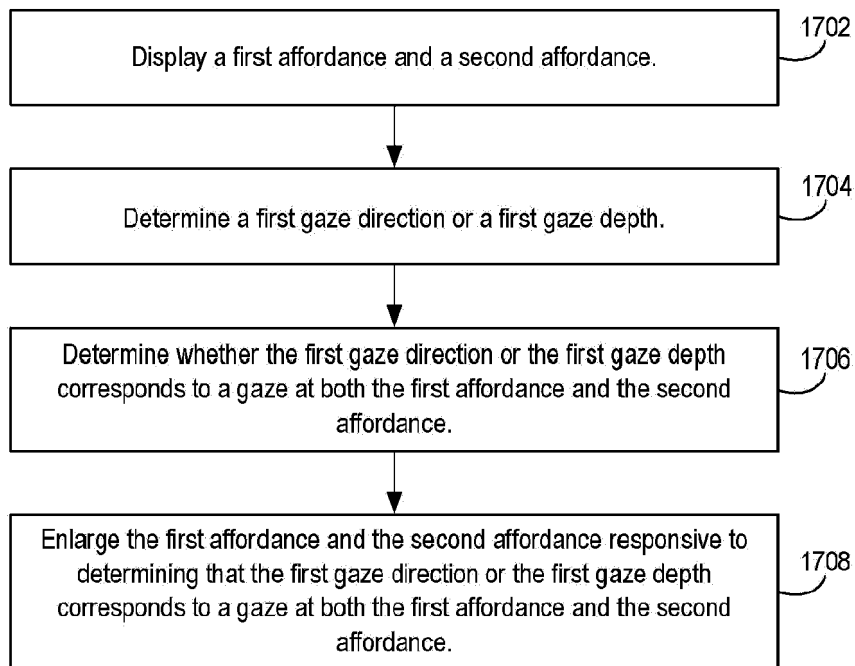 Display a first affordance and a second affordance.
1702
Determine a first gaze direction or a first gaze depth.
1704
Determine whether the first gaze direction or the first gaze depth
corresponds to a gaze at both the first affordance and the second
affordance.
1706
Enlarge the first affordance and the second affordance responsive to
determining that the first gaze direction or the first gaze depth
corresponds to a gaze at both the first affordance and the second
affordance.
1708